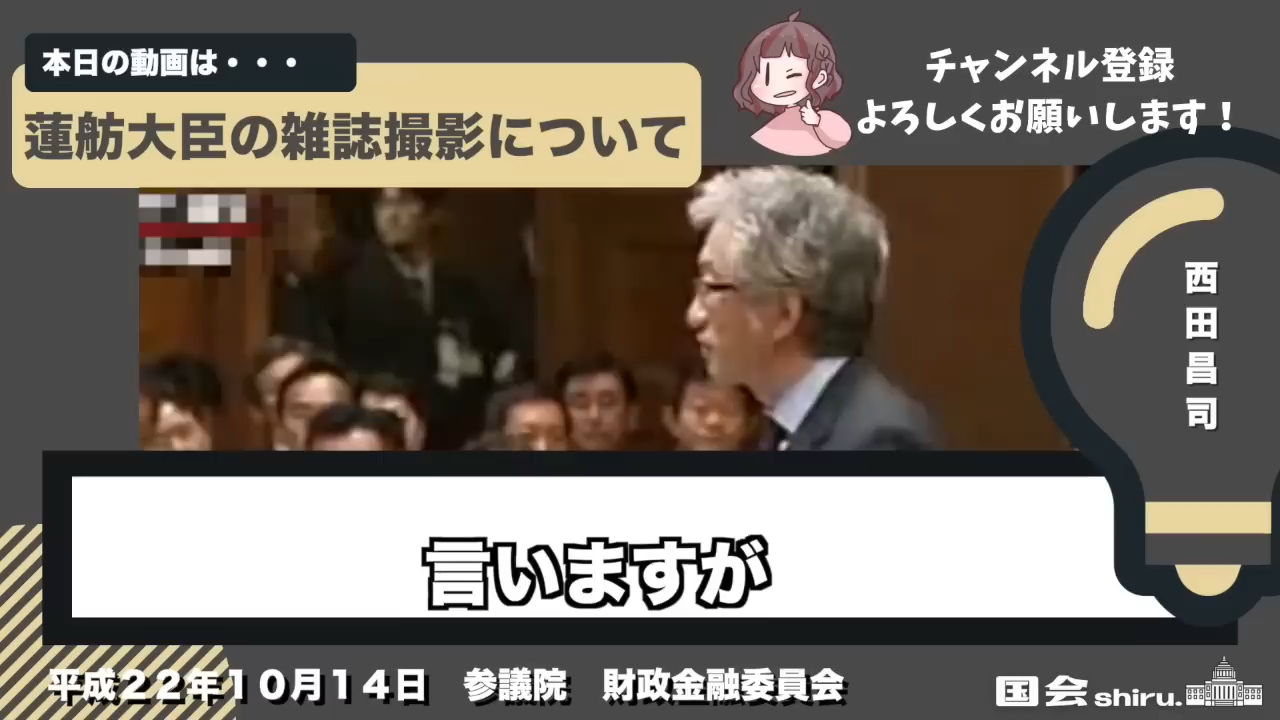 本日の動画は・・・
蓮舫大臣の雑誌撮影について
チャンネル登録
よろしくお願いします！
西田昌司
言いますが
平成２２年１０月１４日　参議院　財政金融委員会
国会shiru.